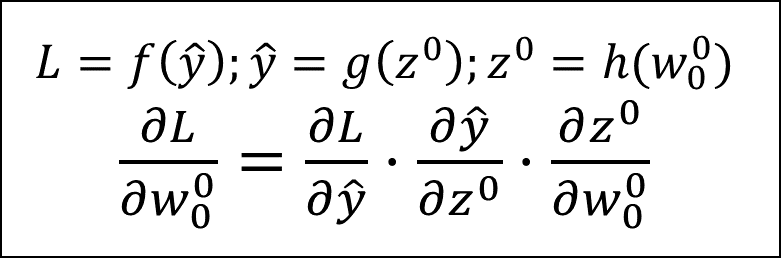 L = f(ŷ); ŷ = g(z⁰); z⁰ = h(w₀⁰)
∂L/∂w₀⁰ = ∂L/∂ŷ · ∂ŷ/∂z⁰ · ∂z⁰/∂w₀⁰